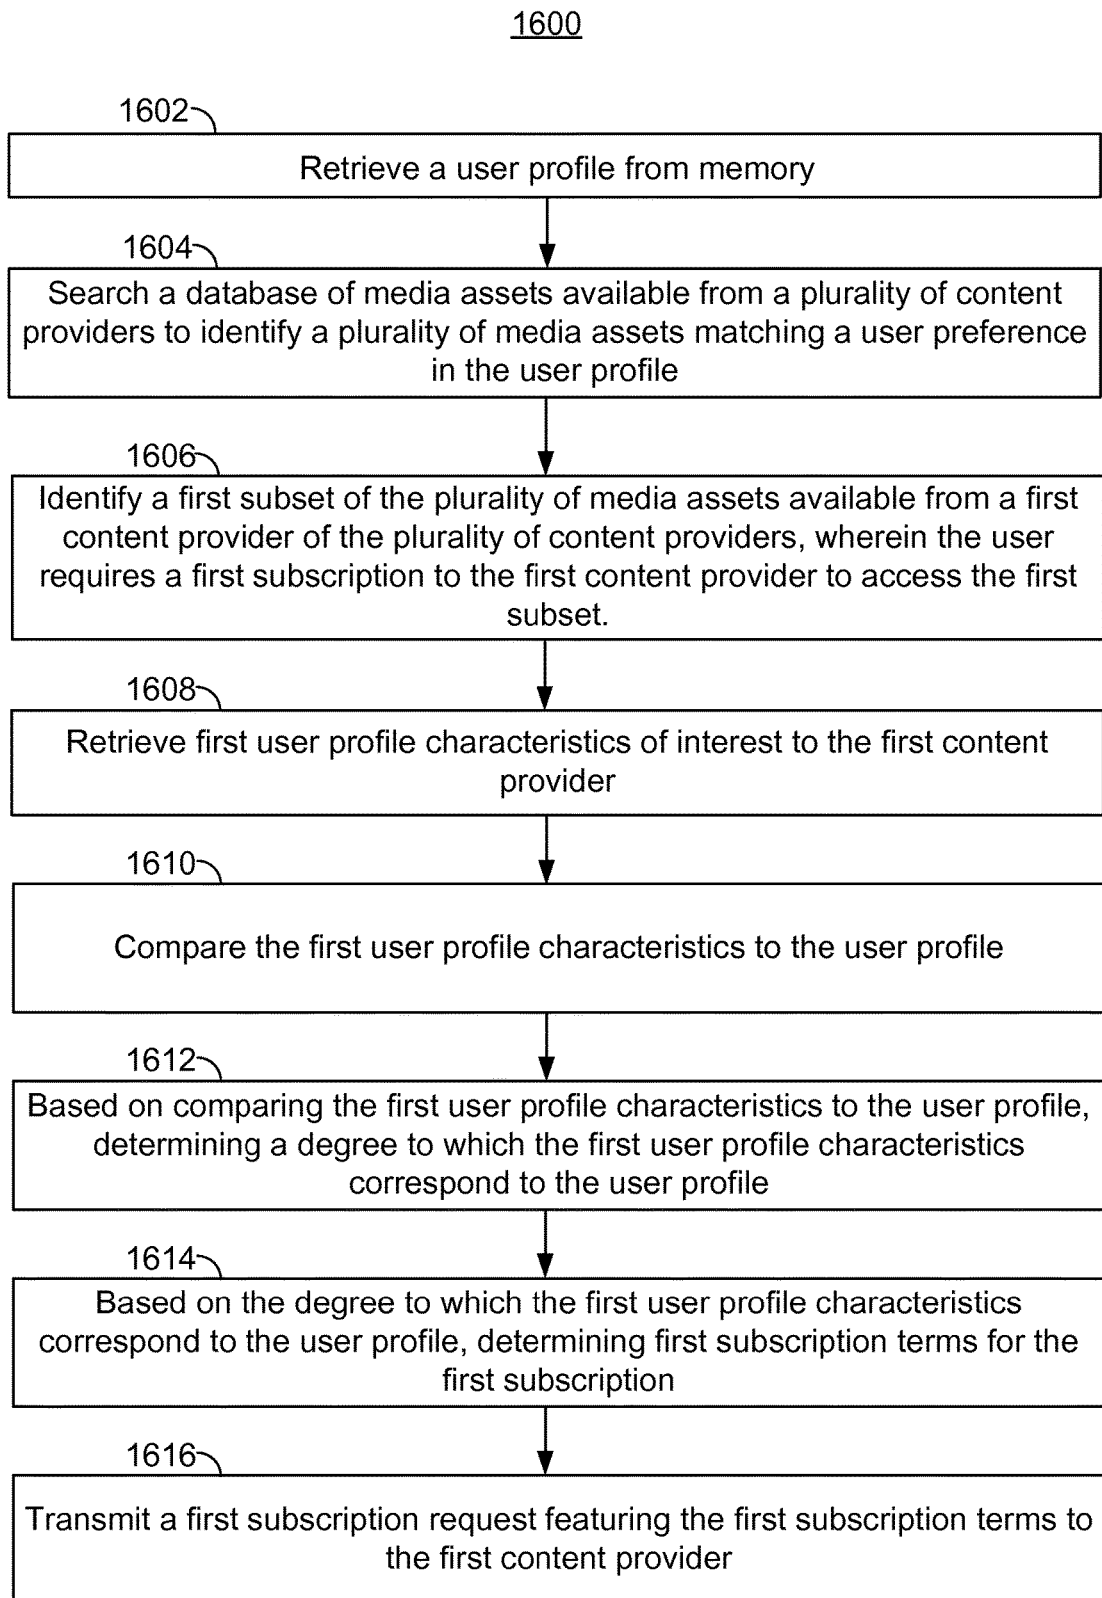 1600
1602
Retrieve a user profile from memory
1604
Search a database of media assets available from a plurality of content
providers to identify a plurality of media assets matching a user preference
in the user profile
1606
Identify a first subset of the plurality of media assets available from a first
content provider of the plurality of content providers, wherein the user
requires a first subscription to the first content provider to access the first
subset.
1608
Retrieve first user profile characteristics of interest to the first content
provider
1610
Compare the first user profile characteristics to the user profile
1612
Based on comparing the first user profile characteristics to the user profile,
determining a degree to which the first user profile characteristics
correspond to the user profile
1614
Based on the degree to which the first user profile characteristics
correspond to the user profile, determining first subscription terms for the
first subscription
1616
Transmit a first subscription request featuring the first subscription terms to
the first content provider